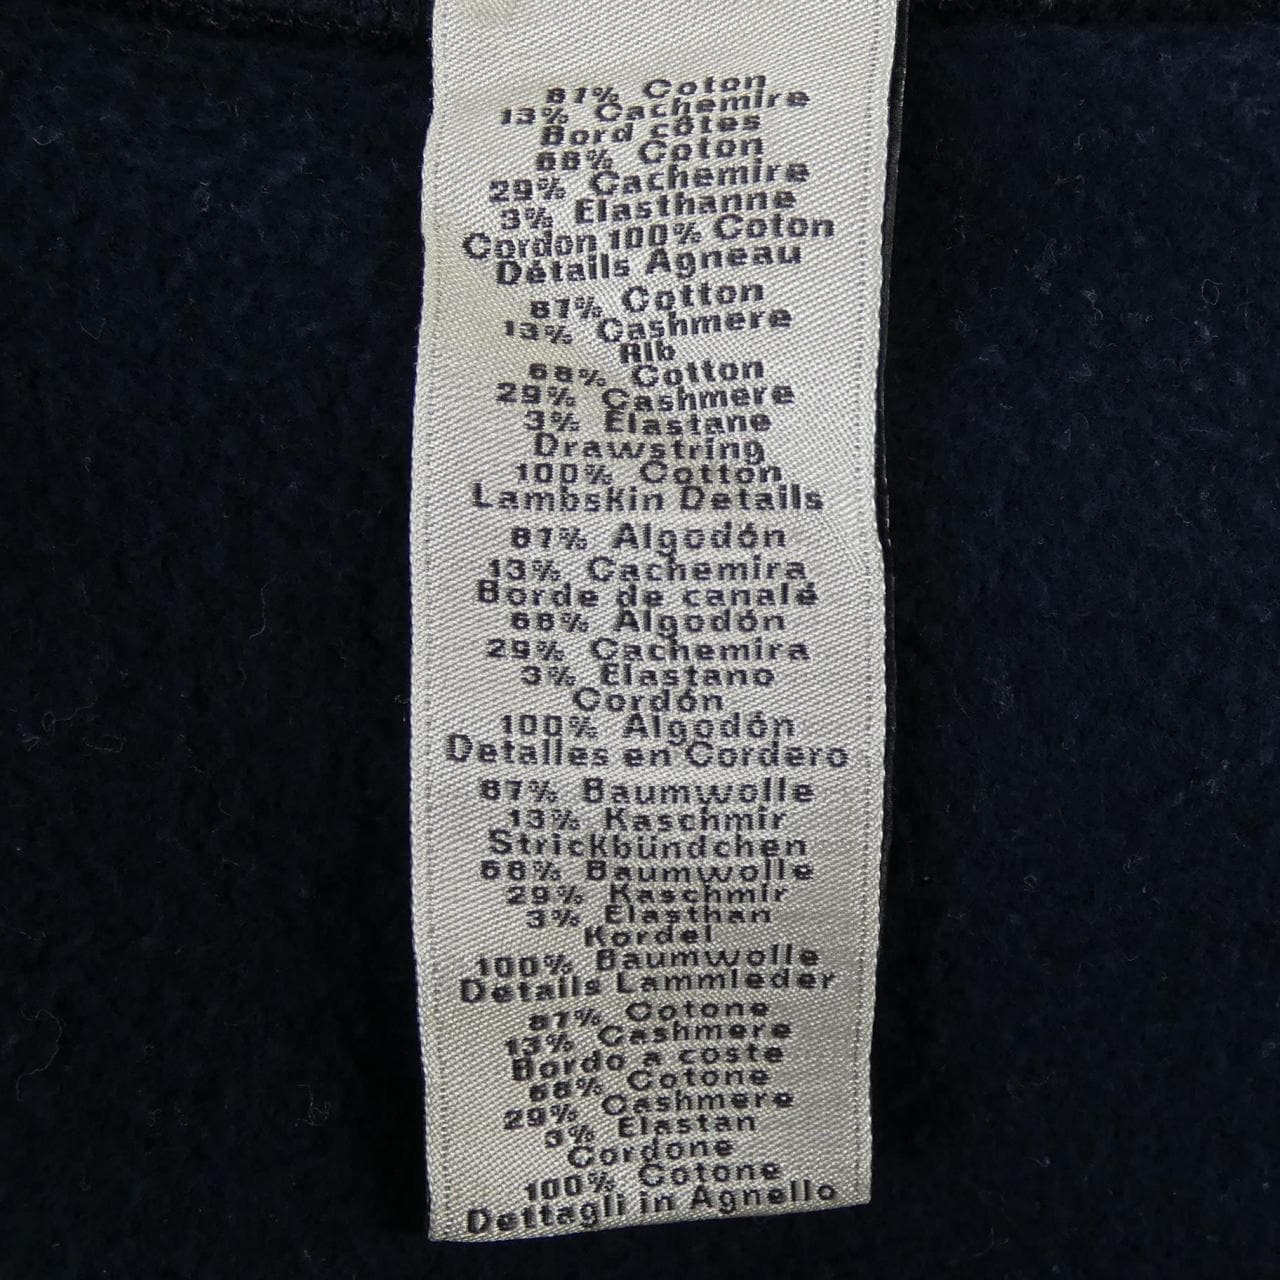 87% Coton
13% Cachemire
Bord côtes
68% Coton
29% Cachemire
3% Elasthanne
Cordon 100% Coton
Détails Agneau
87% Cotton
13% Cashmere
Rib
68% Cotton
29% Cashmere
3% Elastane
Drawstring
100% Cotton
Lambskin Details
87% Algodón
13% Cachemira
Borde de canalé
68% Algodón
29% Cachemira
3% Elastano
Cordón
100% Algodón
Detalles en Cordero
87% Baumwolle
13% Kaschmir
Strickbündchen
68% Baumwolle
29% Kaschmir
3% Elasthan
Kordel
100% Baumwolle
Details Lammleder
87% Cotone
13% Cashmere
Bordo a coste
68% Cotone
29% Cashmere
3% Elastan
Cordone
100% Cotone
Dettagli in Agnello